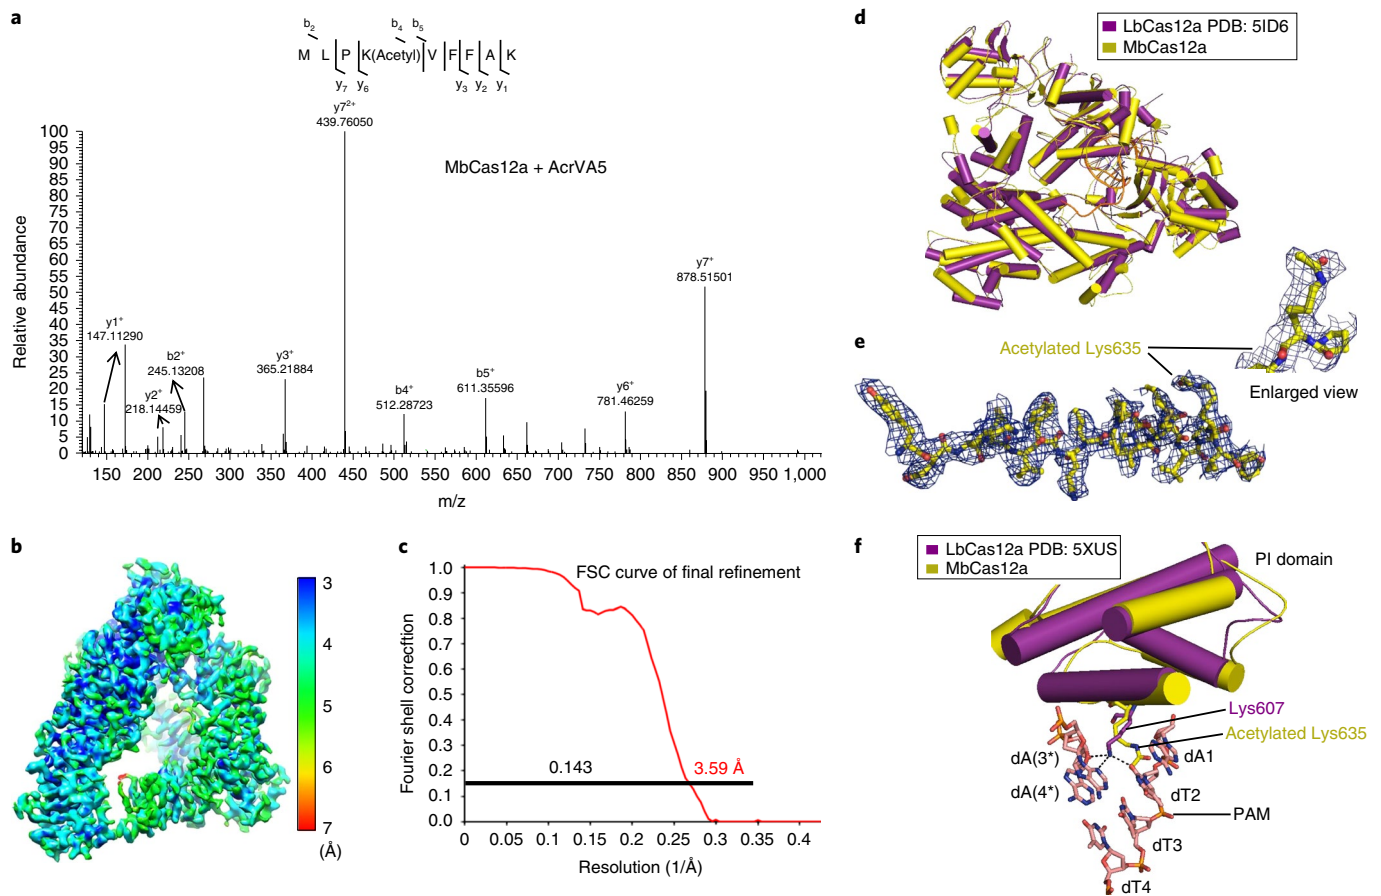 a
b2 b4 b5
M L P K(Acetyl) V F F A K
y7 y6 y3 y2 y1
y7²⁺
439.76050
MbCas12a + AcrVA5
y7⁺
878.51501
y1⁺
147.11290
b2⁺
245.13208
y2⁺
218.14459
y3⁺
365.21884
b4⁺
512.28723
b5⁺
611.35596
y6⁺
781.46259
Relative abundance
100
95
90
85
80
75
70
65
60
55
50
45
40
35
30
25
20
15
10
5
0
150 200 250 300 350 400 450 500 550 600 650 700 750 800 850 900 950 1,000
m/z
b
3
4
5
6
7
(Å)
c
FSC curve of final refinement
Fourier shell correction
1.0
0.9
0.8
0.7
0.6
0.5
0.4
0.3
0.2
0.1
0.0
0.143
3.59 Å
0 0.05 0.1 0.15 0.2 0.25 0.3 0.35 0.4
Resolution (1/Å)
d
LbCas12a PDB: 5ID6
MbCas12a
e
Acetylated Lys635
Enlarged view
f
LbCas12a PDB: 5XUS
MbCas12a
PI domain
Lys607
Acetylated Lys635
dA(3*)
dA1
dA(4*)
dT2
PAM
dT3
dT4